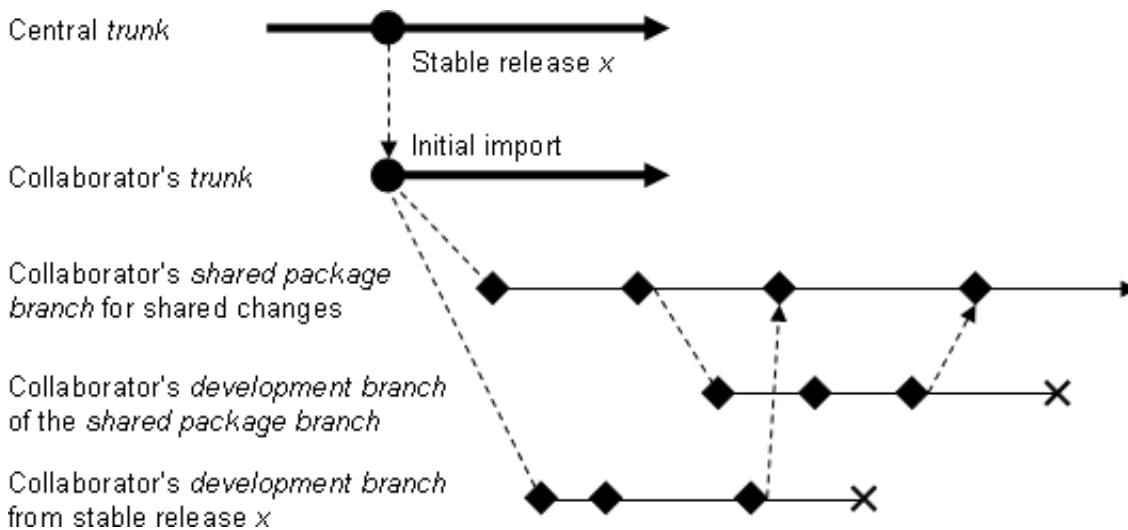 Central trunk
Stable release x
Initial import
Collaborator's trunk
Collaborator's shared package
branch for shared changes
Collaborator's development branch
of the shared package branch
Collaborator's development branch
from stable release x